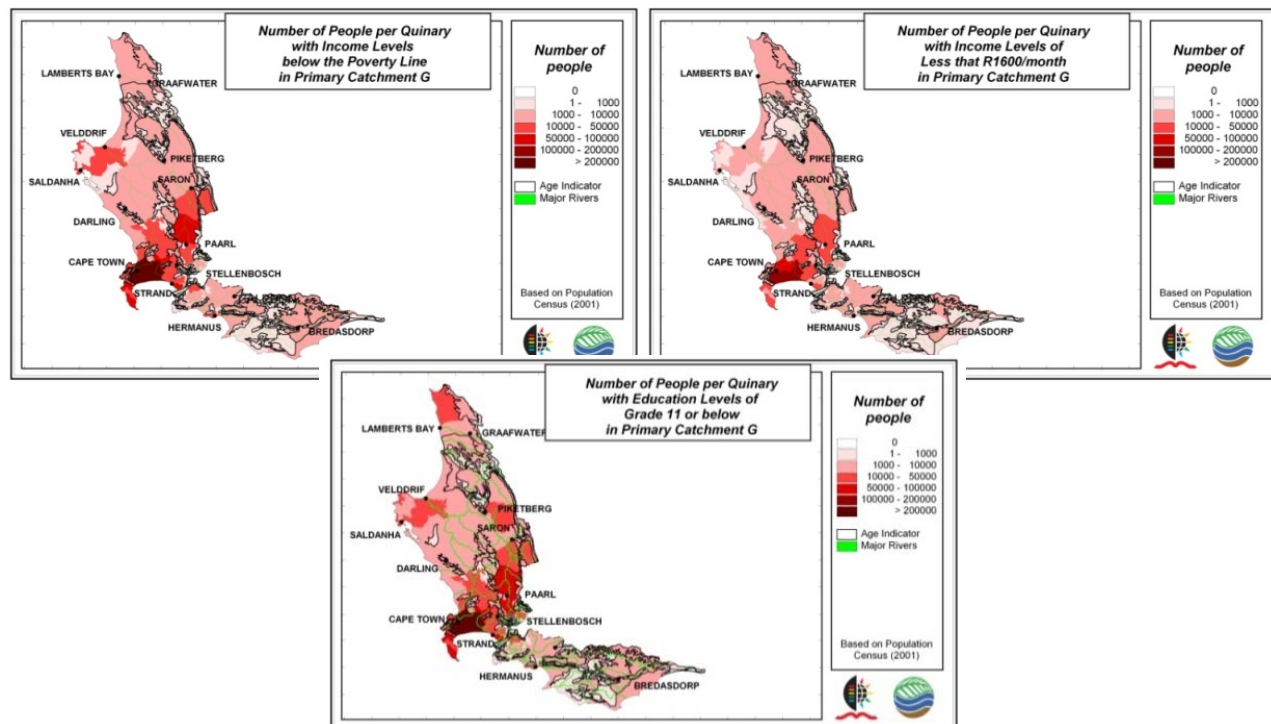 Number of People per Quinary
with Income Levels
below the Poverty Line
in Primary Catchment G
LAMBERTS BAY
GRAAFWATER
VELDDRIF
PIKETBERG
SALDANHA
SARON
DARLING
PAARL
CAPE TOWN
STELLENBOSCH
STRAND
HERMANUS
BREDASDORP
Number of
people
0
1 - 1000
1000 - 10000
10000 - 50000
50000 - 100000
100000 - 200000
> 200000
Age Indicator
Major Rivers
Based on Population
Census (2001)
Number of People per Quinary
with Income Levels of
Less that R1600/month
in Primary Catchment G
LAMBERTS BAY
GRAAFWATER
VELDDRIF
PIKETBERG
SALDANHA
SARON
DARLING
PAARL
CAPE TOWN
STELLENBOSCH
STRAND
HERMANUS
BREDASDORP
Number of
people
0
1 - 1000
1000 - 10000
10000 - 50000
50000 - 100000
100000 - 200000
> 200000
Age Indicator
Major Rivers
Based on Population
Census (2001)
Number of People per Quinary
with Education Levels of
Grade 11 or below
in Primary Catchment G
LAMBERTS BAY
GRAAFWATER
VELDDRIF
PIKETBERG
SALDANHA
SARON
DARLING
PAARL
CAPE TOWN
STELLENBOSCH
STRAND
HERMANUS
BREDASDORP
Number of
people
0
1 - 1000
1000 - 10000
10000 - 50000
50000 - 100000
100000 - 200000
> 200000
Age Indicator
Major Rivers
Based on Population
Census (2001)